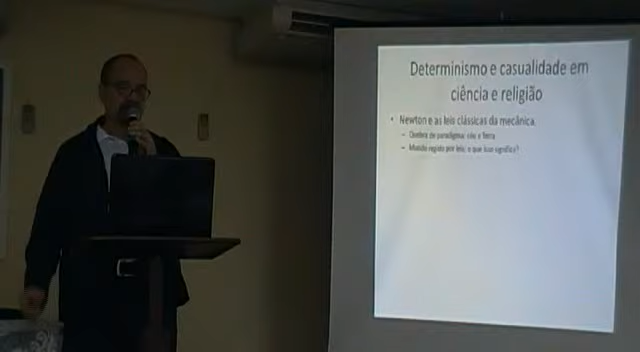 Determinismo e casualidade em
ciência e religião
• Newton e as leis clássicas da mecânica.
– Quebra de paradigma: céu e Terra
– Mundo regido por leis: o que isso significa?